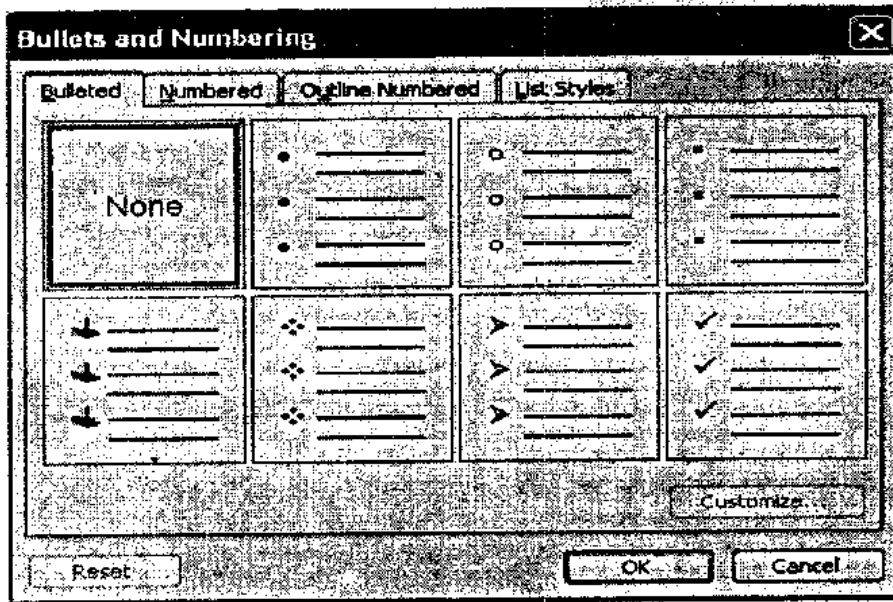 Bullets and Numbering
Bulleted Numbered Outline Numbered List Styles
None
Customize...
Reset OK Cancel